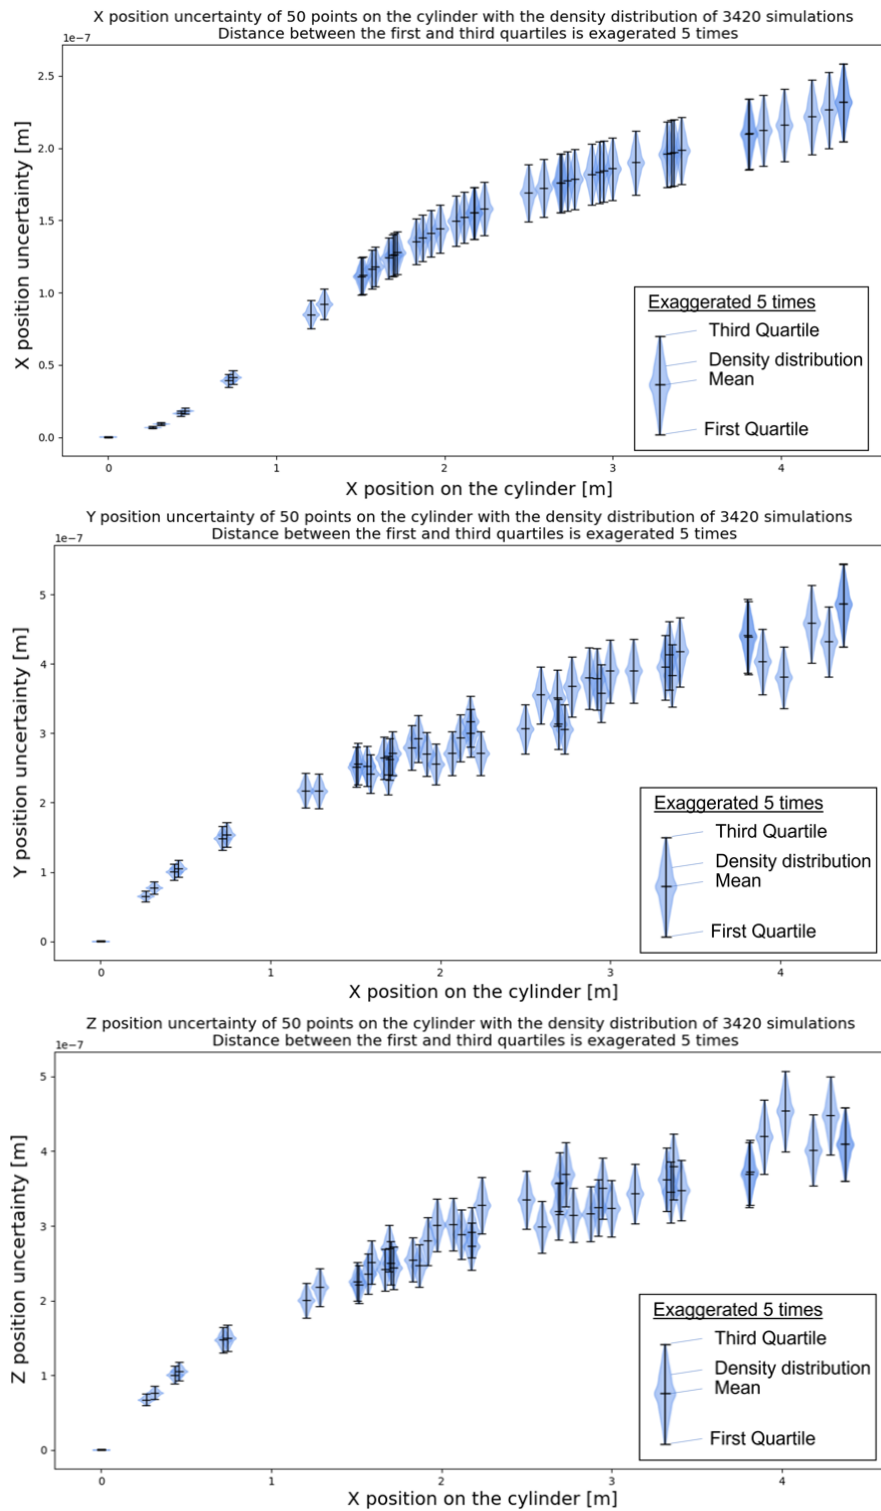 X position uncertainty of 50 points on the cylinder with the density distribution of 3420 simulations
Distance between the first and third quartiles is exagerated 5 times
1e−7
X position uncertainty [m]
2.5
2.0
1.5
1.0
0.5
0.0
Exaggerated 5 times
Third Quartile
Density distribution
Mean
First Quartile
0 1 2 3 4
X position on the cylinder [m]
Y position uncertainty of 50 points on the cylinder with the density distribution of 3420 simulations
Distance between the first and third quartiles is exagerated 5 times
1e−7
Y position uncertainty [m]
5
4
3
2
1
0
Exaggerated 5 times
Third Quartile
Density distribution
Mean
First Quartile
0 1 2 3 4
X position on the cylinder [m]
Z position uncertainty of 50 points on the cylinder with the density distribution of 3420 simulations
Distance between the first and third quartiles is exagerated 5 times
1e−7
Z position uncertainty [m]
5
4
3
2
1
0
Exaggerated 5 times
Third Quartile
Density distribution
Mean
First Quartile
0 1 2 3 4
X position on the cylinder [m]